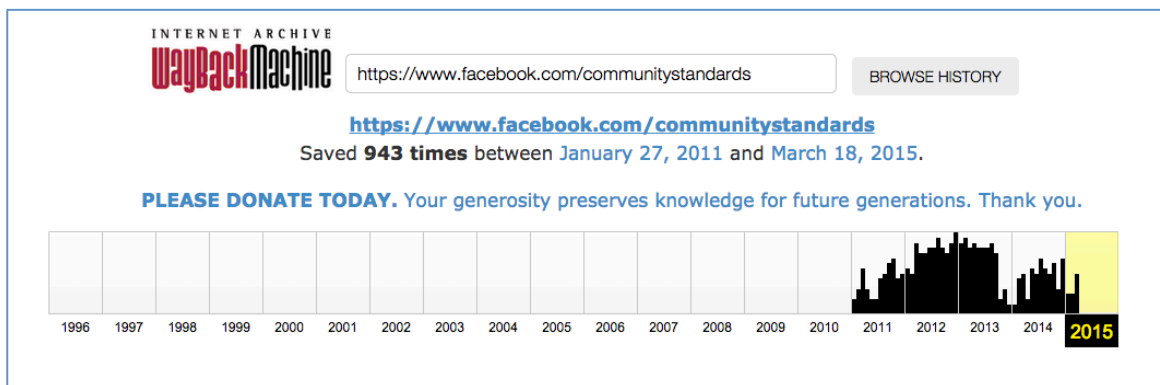 INTERNET ARCHIVE
WayBackMachine
https://www.facebook.com/communitystandards
BROWSE HISTORY
https://www.facebook.com/communitystandards
Saved 943 times between January 27, 2011 and March 18, 2015.
PLEASE DONATE TODAY. Your generosity preserves knowledge for future generations. Thank you.
1996 1997 1998 1999 2000 2001 2002 2003 2004 2005 2006 2007 2008 2009 2010 2011 2012 2013 2014 2015